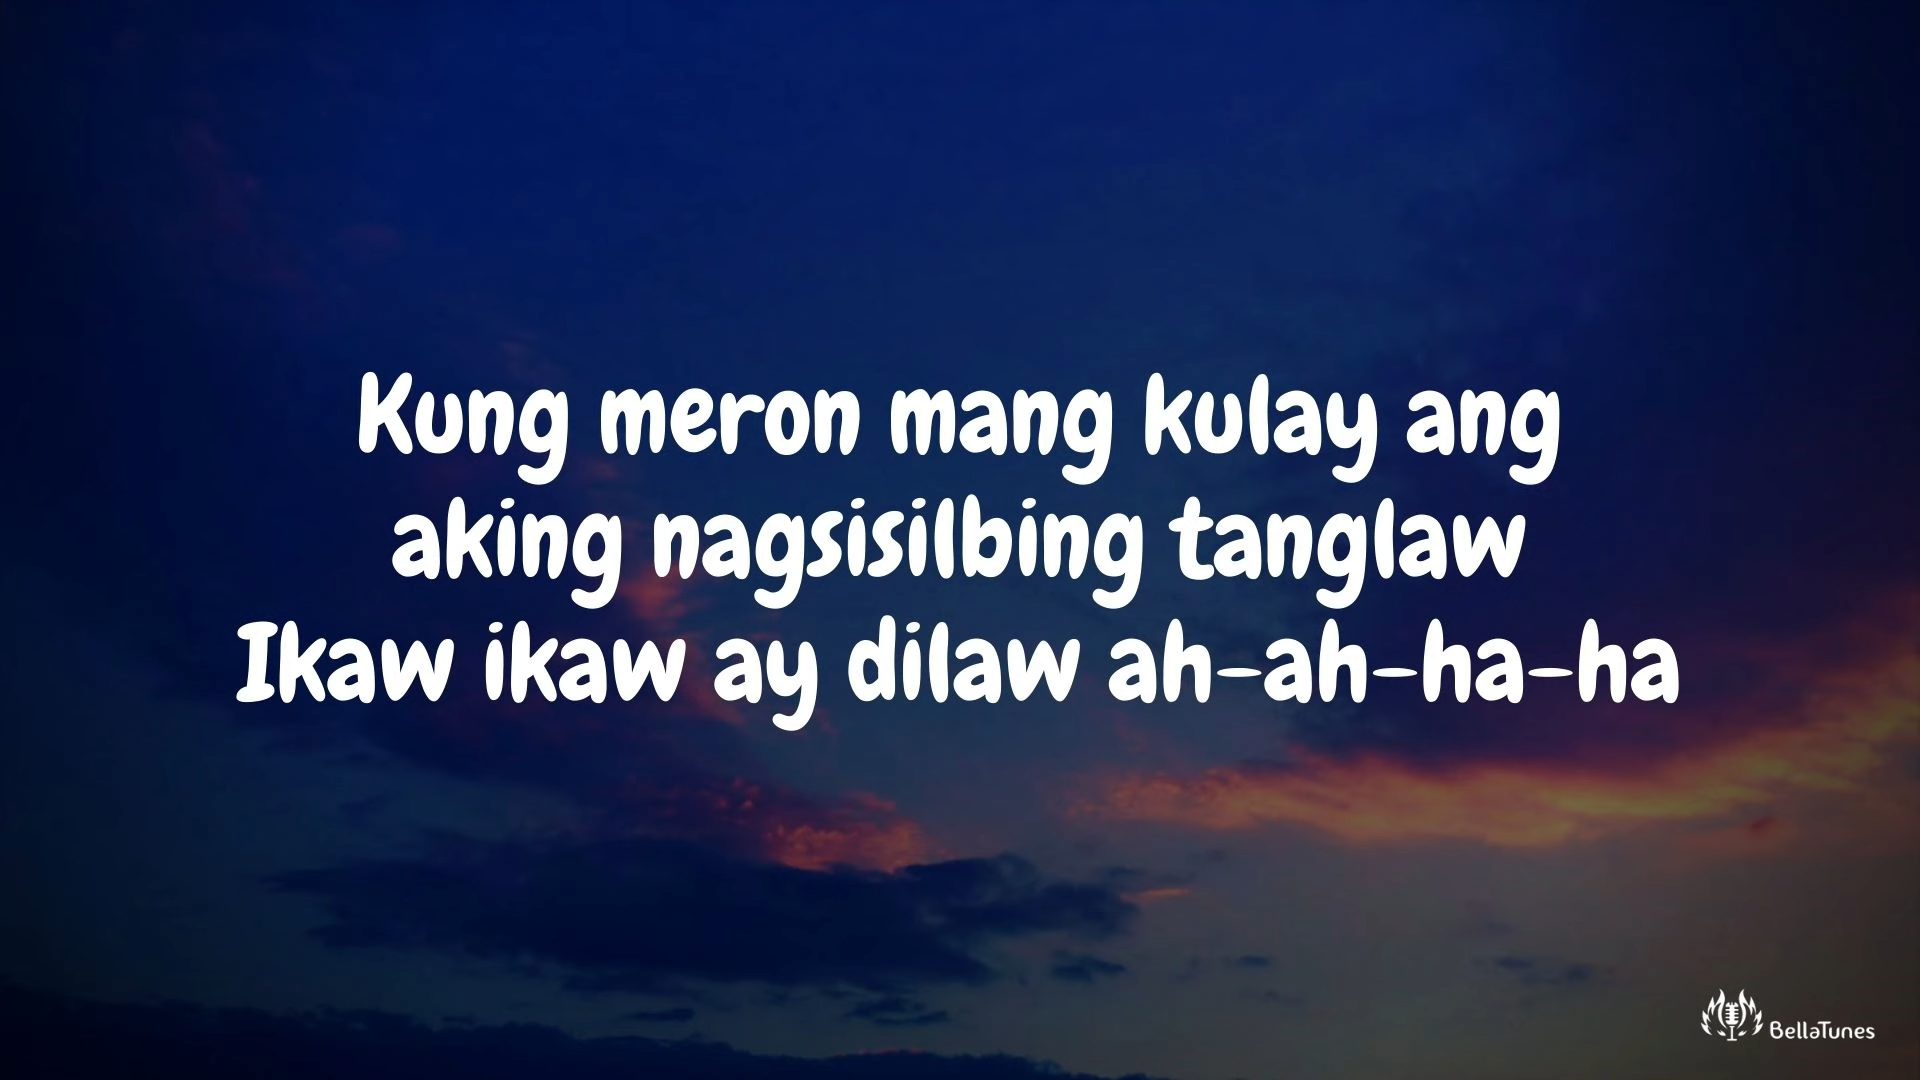 Kung meron mang kulay ang
aking nagsisilbing tanglaw
Ikaw ikaw ay dilaw ah-ah-ha-ha
BellaTunes